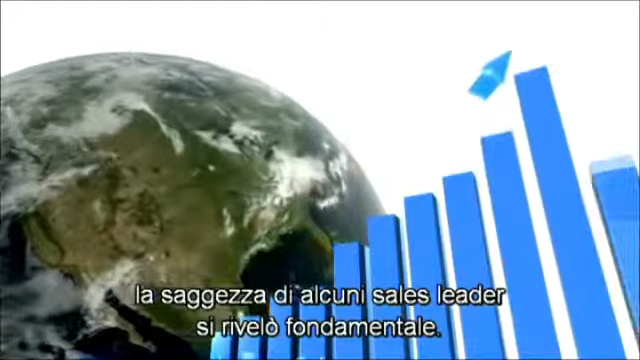 la saggezza di alcuni sales leader
si rivelò fondamentale.